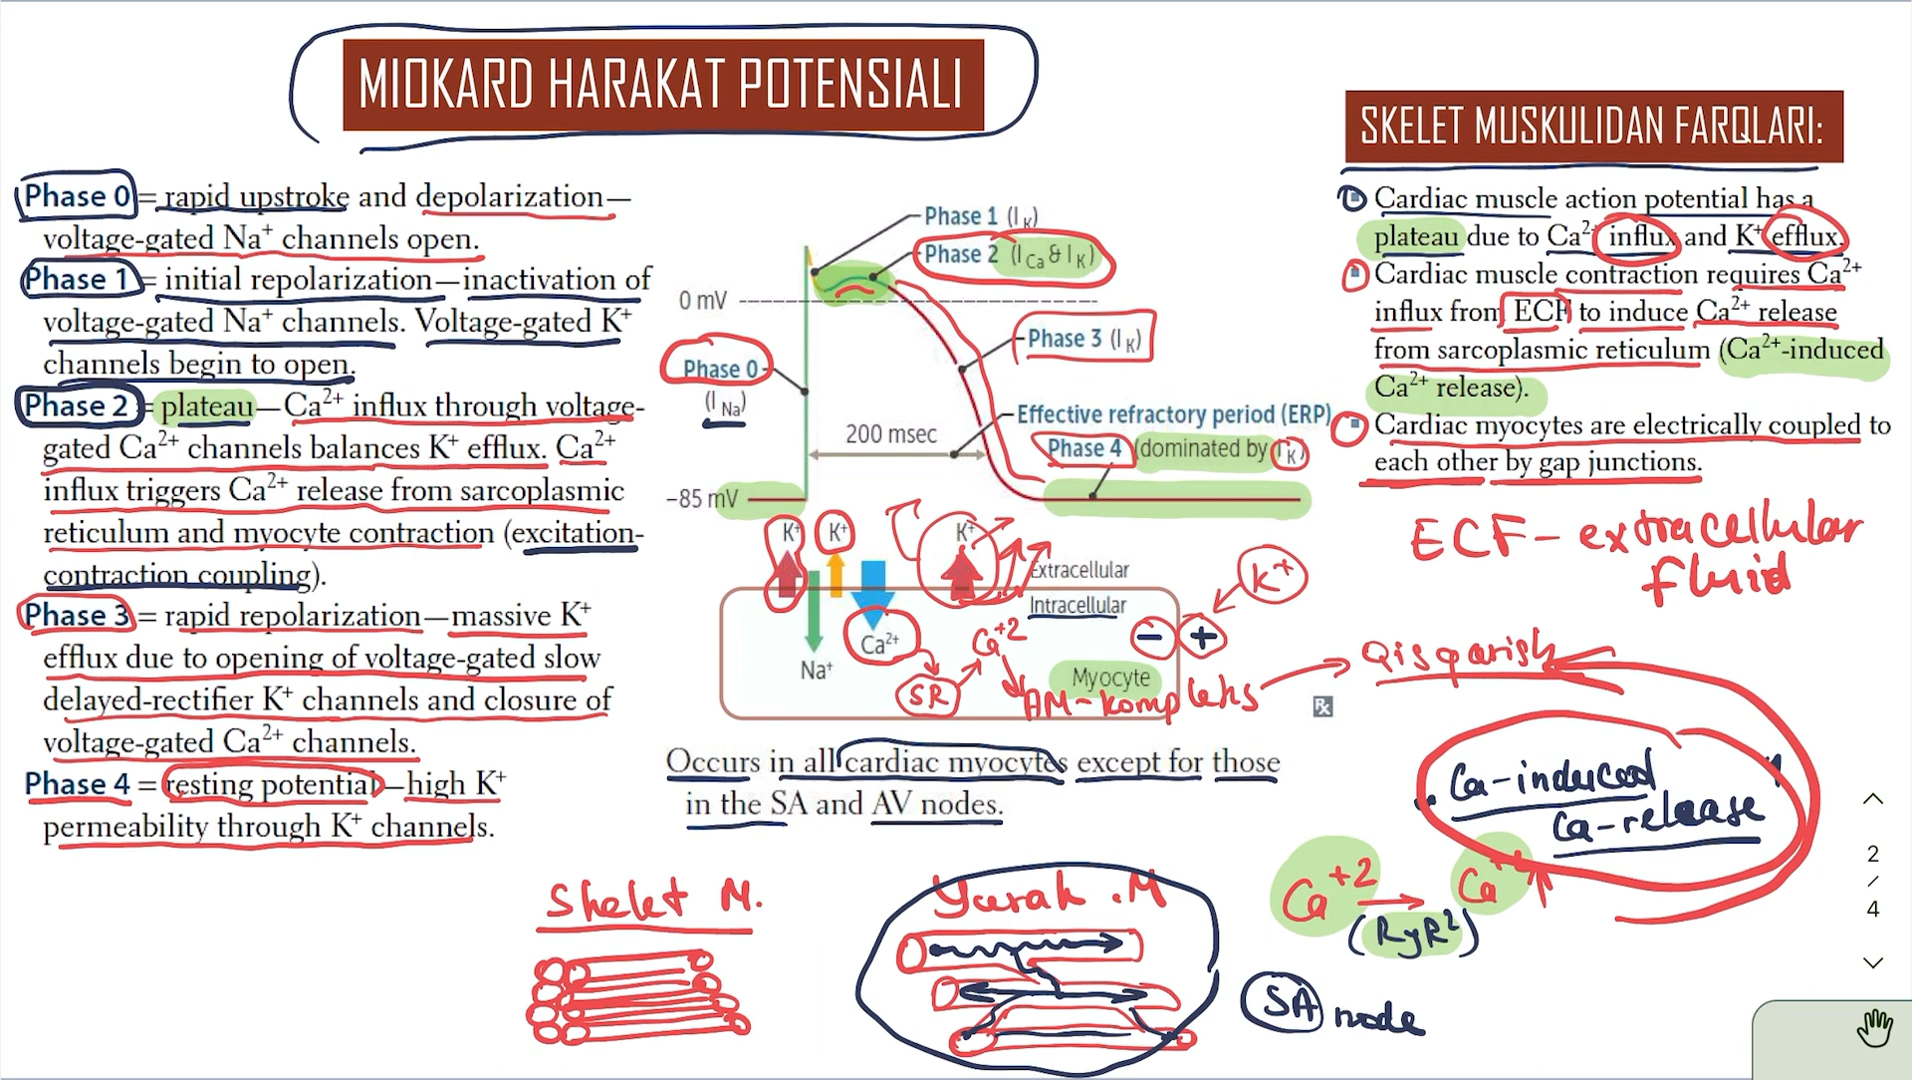 MIOKARD HARAKAT POTENSIALI
Phase 0 = rapid upstroke and depolarization—
voltage-gated Na⁺ channels open.
Phase 1 = initial repolarization—inactivation of
voltage-gated Na⁺ channels. Voltage-gated K⁺
channels begin to open.
Phase 2 = plateau—Ca²⁺ influx through voltage-
gated Ca²⁺ channels balances K⁺ efflux. Ca²⁺
influx triggers Ca²⁺ release from sarcoplasmic
reticulum and myocyte contraction (excitation-
contraction coupling).
Phase 3 = rapid repolarization—massive K⁺
efflux due to opening of voltage-gated slow
delayed-rectifier K⁺ channels and closure of
voltage-gated Ca²⁺ channels.
Phase 4 = resting potential—high K⁺
permeability through K⁺ channels.
Phase 1 (I K)
Phase 2 (I Ca & I K)
0 mV
Phase 3 (I K)
Phase 0
(I Na)
Effective refractory period (ERP)
200 msec
Phase 4 (dominated by I K)
−85 mV
K⁺ K⁺ K⁺
Extracellular
Intracellular
K⁺
− +
Ca²⁺
Na⁺
Ca⁺²
SR
Myocyte
AM-kompleks
Rx
Occurs in all cardiac myocytes except for those
in the SA and AV nodes.
SKELET MUSKULIDAN FARQLARI:
Cardiac muscle action potential has a
plateau due to Ca²⁺ influx and K⁺ efflux.
Cardiac muscle contraction requires Ca²⁺
influx from ECF to induce Ca²⁺ release
from sarcoplasmic reticulum (Ca²⁺-induced
Ca²⁺ release).
Cardiac myocytes are electrically coupled to
each other by gap junctions.
ECF – extracellular
fluid
Qisqarish
Ca-induced
Ca-release
Ca⁺² → Ca⁺⁺ ↑
(RyR²)
Skelet M.
Yurak .M
SA node
2
/
4